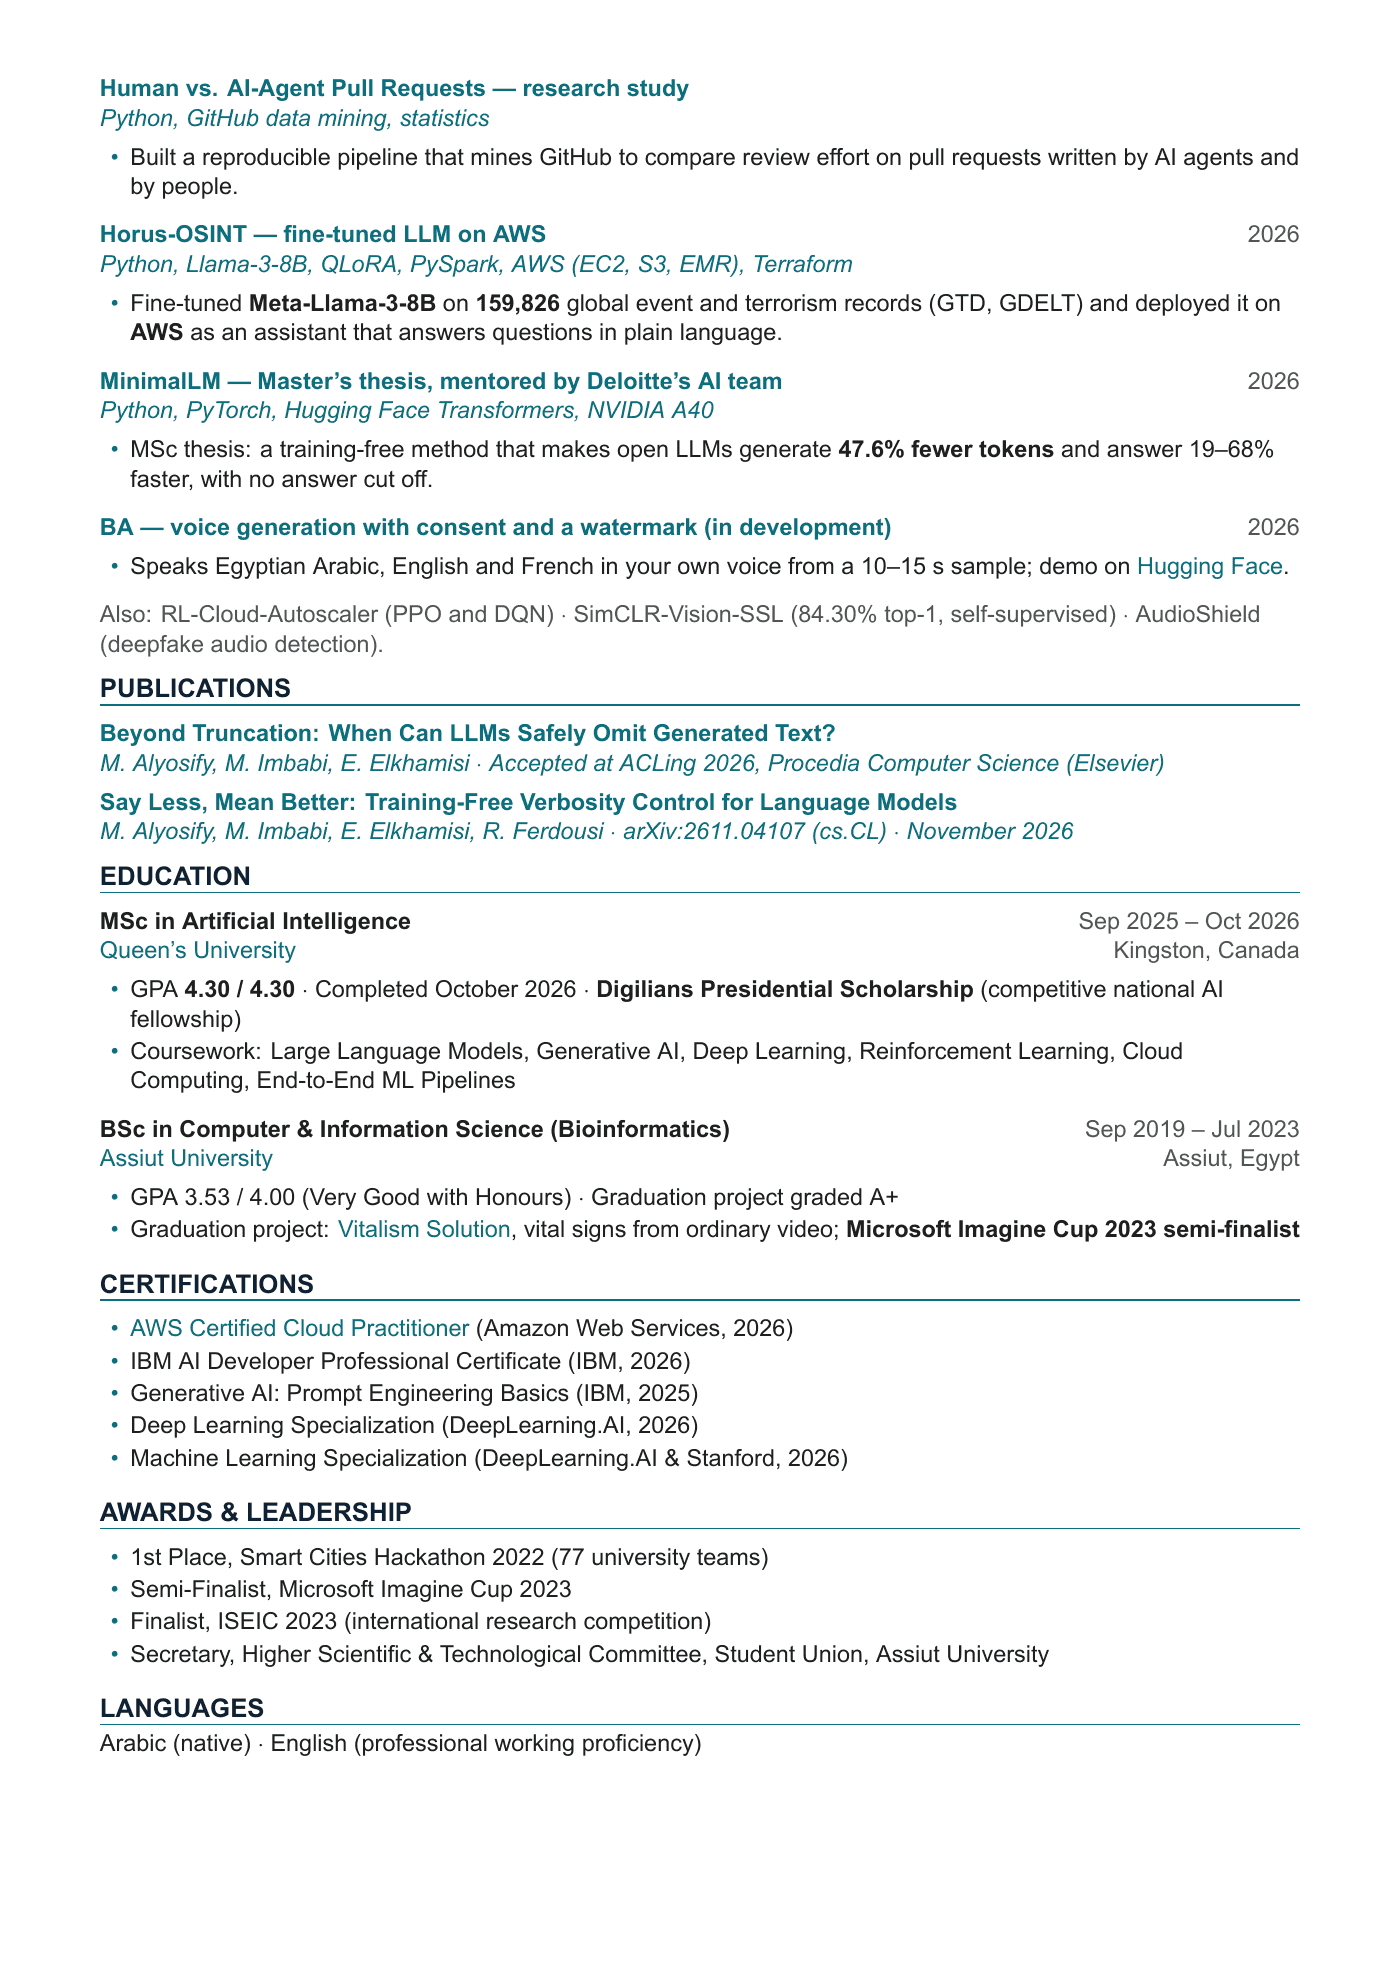 Human vs. AI-Agent Pull Requests — research study
Python, GitHub data mining, statistics
• Built a reproducible pipeline that mines GitHub to compare review effort on pull requests written by AI agents and
by people.
Horus-OSINT — fine-tuned LLM on AWS 2026
Python, Llama-3-8B, QLoRA, PySpark, AWS (EC2, S3, EMR), Terraform
• Fine-tuned Meta-Llama-3-8B on 159,826 global event and terrorism records (GTD, GDELT) and deployed it on
AWS as an assistant that answers questions in plain language.
MinimalLM — Master’s thesis, mentored by Deloitte’s AI team 2026
Python, PyTorch, Hugging Face Transformers, NVIDIA A40
• MSc thesis: a training-free method that makes open LLMs generate 47.6% fewer tokens and answer 19–68%
faster, with no answer cut off.
BA — voice generation with consent and a watermark (in development) 2026
• Speaks Egyptian Arabic, English and French in your own voice from a 10–15 s sample; demo on Hugging Face.
Also: RL-Cloud-Autoscaler (PPO and DQN) · SimCLR-Vision-SSL (84.30% top-1, self-supervised) · AudioShield
(deepfake audio detection).
PUBLICATIONS
Beyond Truncation: When Can LLMs Safely Omit Generated Text?
M. Alyosify, M. Imbabi, E. Elkhamisi · Accepted at ACLing 2026, Procedia Computer Science (Elsevier)
Say Less, Mean Better: Training-Free Verbosity Control for Language Models
M. Alyosify, M. Imbabi, E. Elkhamisi, R. Ferdousi · arXiv:2611.04107 (cs.CL) · November 2026
EDUCATION
MSc in Artificial Intelligence Sep 2025 – Oct 2026
Queen’s University Kingston, Canada
• GPA 4.30 / 4.30 · Completed October 2026 · Digilians Presidential Scholarship (competitive national AI
fellowship)
• Coursework: Large Language Models, Generative AI, Deep Learning, Reinforcement Learning, Cloud
Computing, End-to-End ML Pipelines
BSc in Computer & Information Science (Bioinformatics) Sep 2019 – Jul 2023
Assiut University Assiut, Egypt
• GPA 3.53 / 4.00 (Very Good with Honours) · Graduation project graded A+
• Graduation project: Vitalism Solution, vital signs from ordinary video; Microsoft Imagine Cup 2023 semi-finalist
CERTIFICATIONS
• AWS Certified Cloud Practitioner (Amazon Web Services, 2026)
• IBM AI Developer Professional Certificate (IBM, 2026)
• Generative AI: Prompt Engineering Basics (IBM, 2025)
• Deep Learning Specialization (DeepLearning.AI, 2026)
• Machine Learning Specialization (DeepLearning.AI & Stanford, 2026)
AWARDS & LEADERSHIP
• 1st Place, Smart Cities Hackathon 2022 (77 university teams)
• Semi-Finalist, Microsoft Imagine Cup 2023
• Finalist, ISEIC 2023 (international research competition)
• Secretary, Higher Scientific & Technological Committee, Student Union, Assiut University
LANGUAGES
Arabic (native) · English (professional working proficiency)